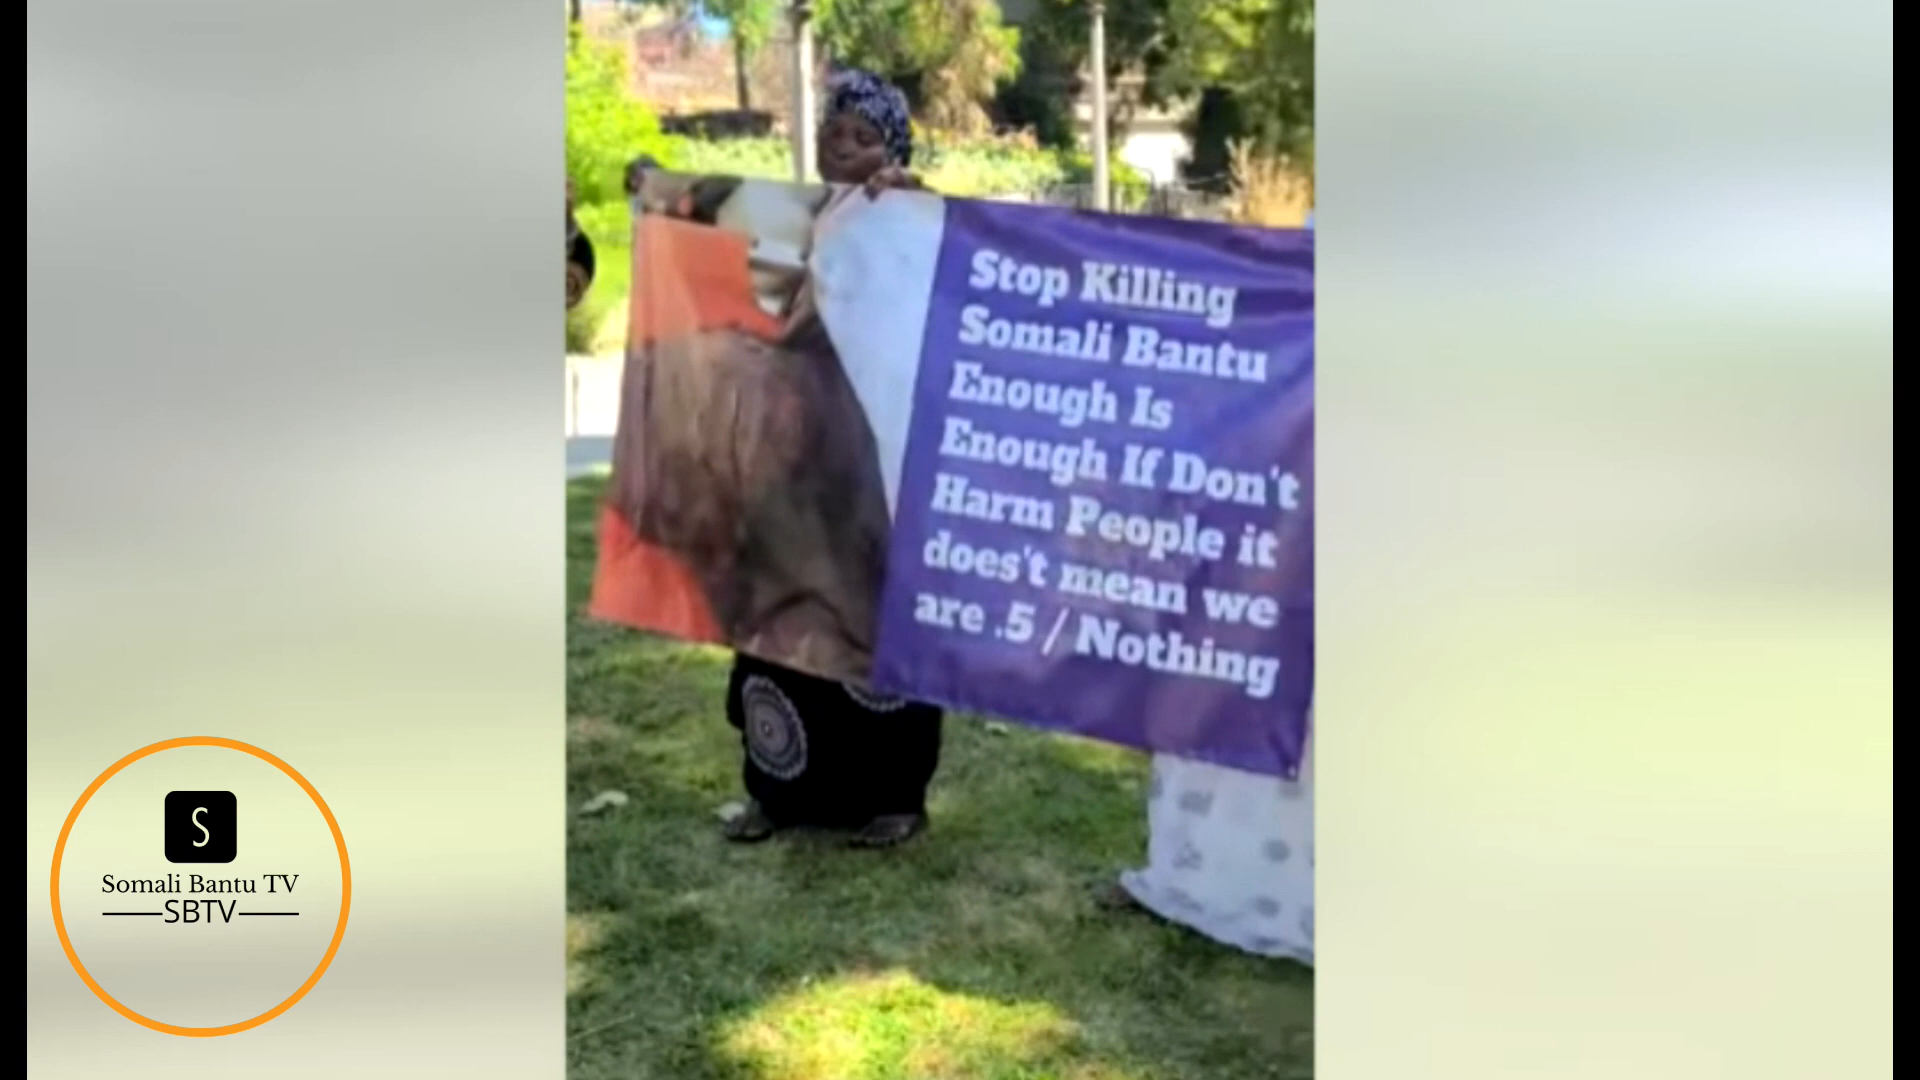 Stop Killing
Somali Bantu
Enough Is
Enough If Don't
Harm People it
does't mean we
are .5 / Nothing
S
Somali Bantu TV
SBTV